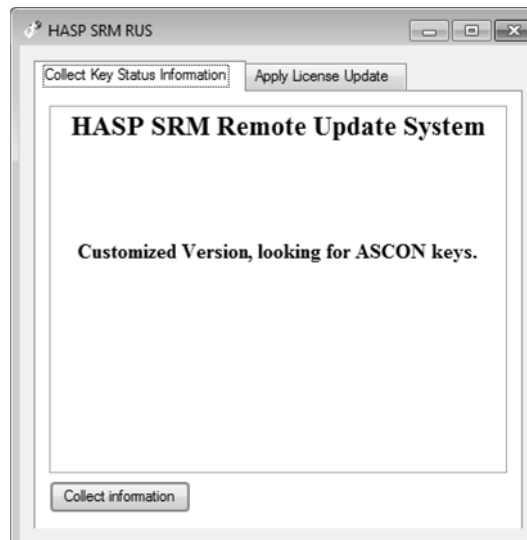 HASP SRM RUS
Collect Key Status Information
Apply License Update
HASP SRM Remote Update System
Customized Version, looking for ASCON keys.
Collect information